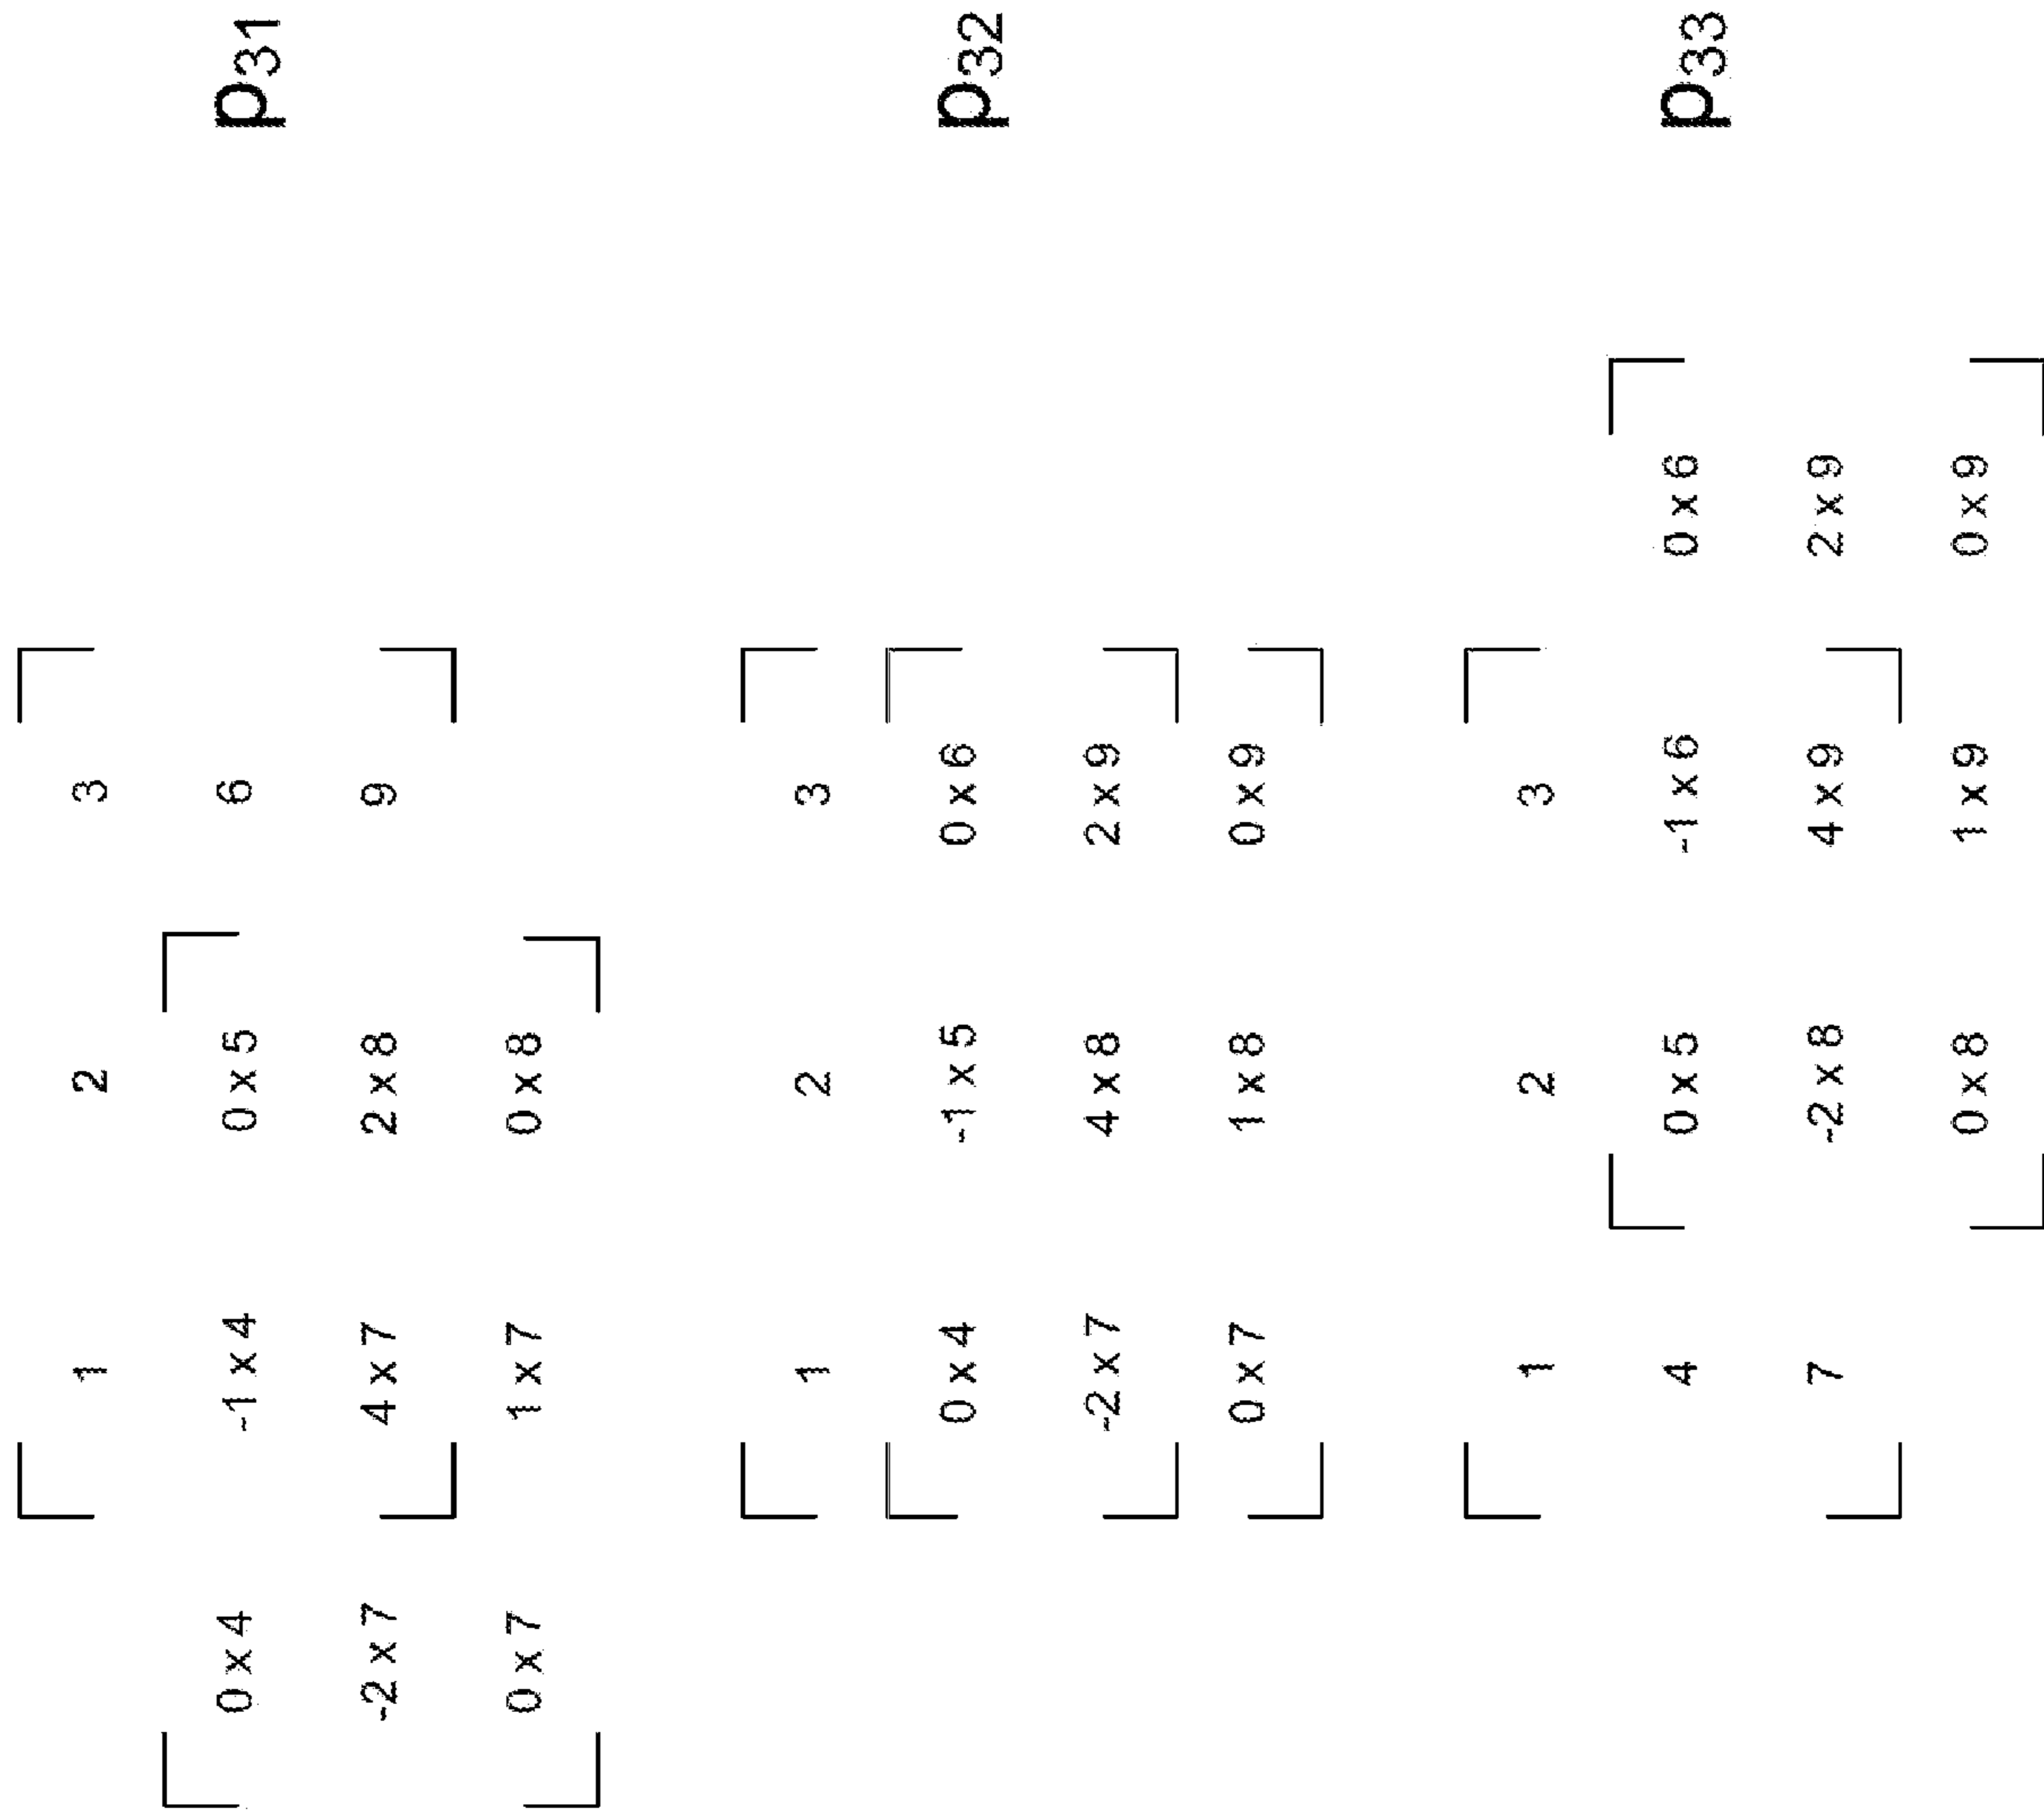 1 2 3
-1 x 4 0 x 5 6
0 x 4
-2 x 7 4 x 7 2 x 8 9
0 x 7 1 x 7 0 x 8
p31
1 2 3
0 x 4 -1 x 5 0 x 6
-2 x 7 4 x 8 2 x 9
0 x 7 1 x 8 0 x 9
p32
1 2 3
4 0 x 5 -1 x 6 0 x 6
7 -2 x 8 4 x 9 2 x 9
0 x 8 1 x 9 0 x 9
p33